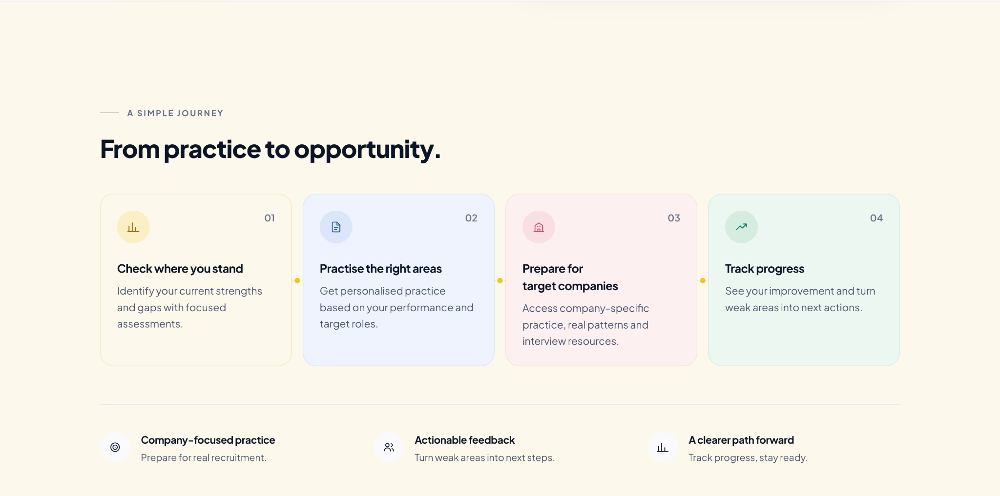 A SIMPLE JOURNEY
From practice to opportunity.
01
Check where you stand
Identify your current strengths
and gaps with focused
assessments.
02
Practise the right areas
Get personalised practice
based on your performance and
target roles.
03
Prepare for
target companies
Access company-specific
practice, real patterns and
interview resources.
04
Track progress
See your improvement and turn
weak areas into next actions.
Company-focused practice
Prepare for real recruitment.
Actionable feedback
Turn weak areas into next steps.
A clearer path forward
Track progress, stay ready.